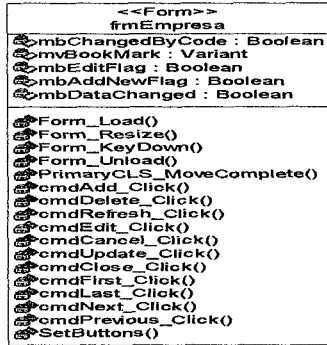 <<Form>>
frmEmpresa
mbChangedByCode : Boolean
mvBookMark : Variant
mbEditFlag : Boolean
mbAddNewFlag : Boolean
mbDataChanged : Boolean
Form_Load()
Form_Resize()
Form_KeyDown()
Form_Unload()
PrimaryCLS_MoveComplete()
cmdAdd_Click()
cmdDelete_Click()
cmdRefresh_Click()
cmdEdit_Click()
cmdCancel_Click()
cmdUpdate_Click()
cmdClose_Click()
cmdFirst_Click()
cmdLast_Click()
cmdNext_Click()
cmdPrevious_Click()
SetButtons()